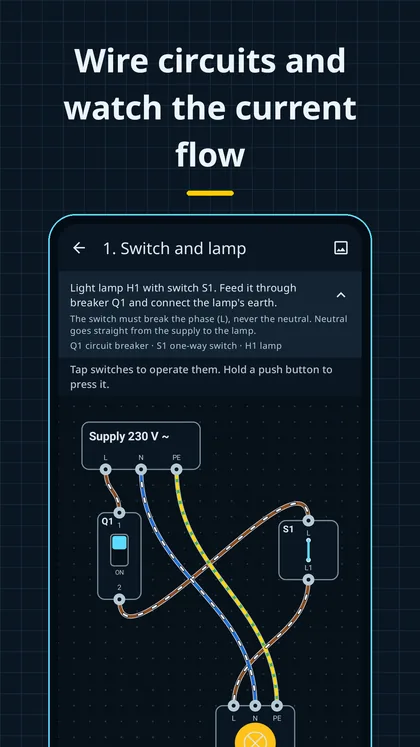 Wire circuits and
watch the current
flow
1. Switch and lamp
Light lamp H1 with switch S1. Feed it through
breaker Q1 and connect the lamp's earth.
The switch must break the phase (L), never the neutral. Neutral
goes straight from the supply to the lamp.
Q1 circuit breaker · S1 one-way switch · H1 lamp
Tap switches to operate them. Hold a push button to
press it.
Supply 230 V ~
L N PE
Q1 1
ON
2
S1 L
L1
L N PE